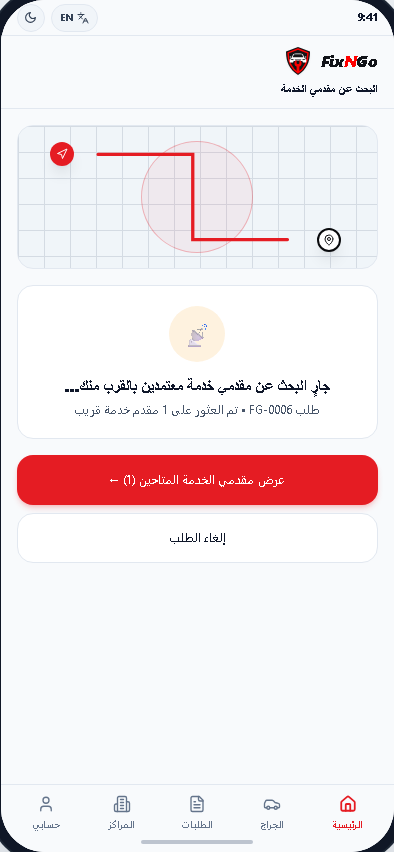 9:41
EN
FixNGo
البحث عن مقدمي الخدمة
جارٍ البحث عن مقدمي خدمة معتمدين بالقرب منك...
طلب FG-0006 • تم العثور على 1 مقدم خدمة قريب
عرض مقدمي الخدمة المتاحين (1) ←
إلغاء الطلب
الرئيسية
الجراج
الطلبات
المراكز
حسابي